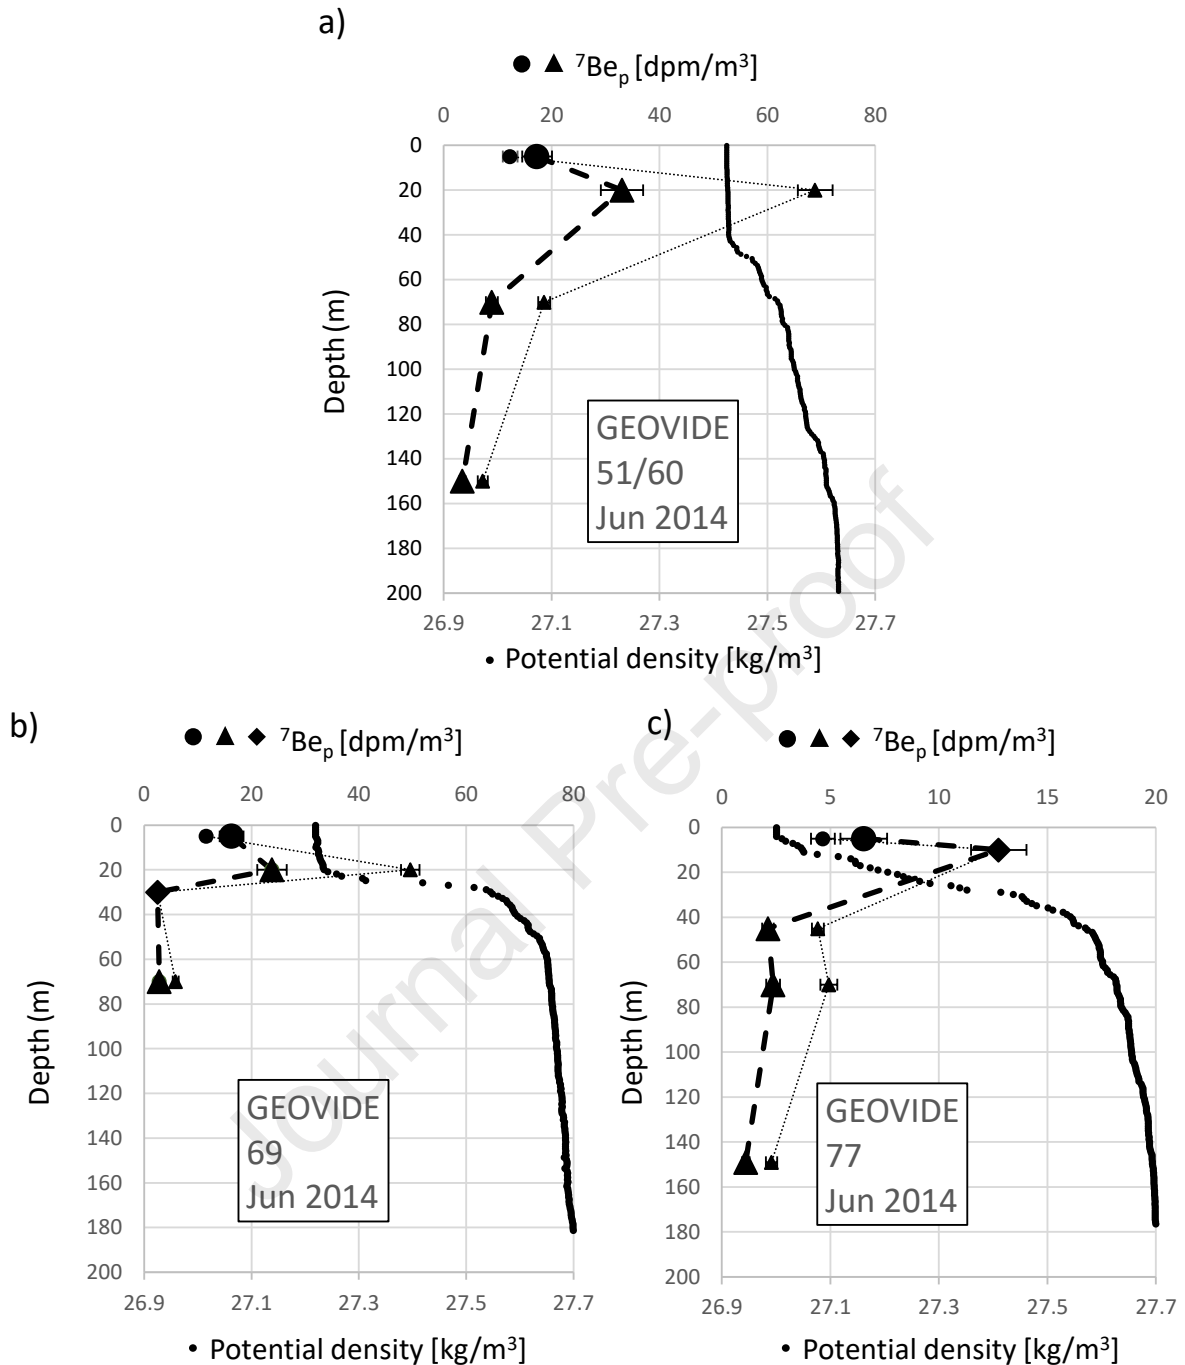 a)
● ▲ ⁷Beₚ [dpm/m³]
0 20 40 60 80
0
20
40
60
80
100
120
140
160
180
200
Depth (m)
GEOVIDE
51/60
Jun 2014
26.9 27.1 27.3 27.5 27.7
• Potential density [kg/m³]
b)
● ▲ ◆ ⁷Beₚ [dpm/m³]
0 20 40 60 80
0
20
40
60
80
100
120
140
160
180
200
Depth (m)
GEOVIDE
69
Jun 2014
26.9 27.1 27.3 27.5 27.7
• Potential density [kg/m³]
c)
● ▲ ◆ ⁷Beₚ [dpm/m³]
0 5 10 15 20
0
20
40
60
80
100
120
140
160
180
200
Depth (m)
GEOVIDE
77
Jun 2014
26.9 27.1 27.3 27.5 27.7
• Potential density [kg/m³]
Journal Pre-proof